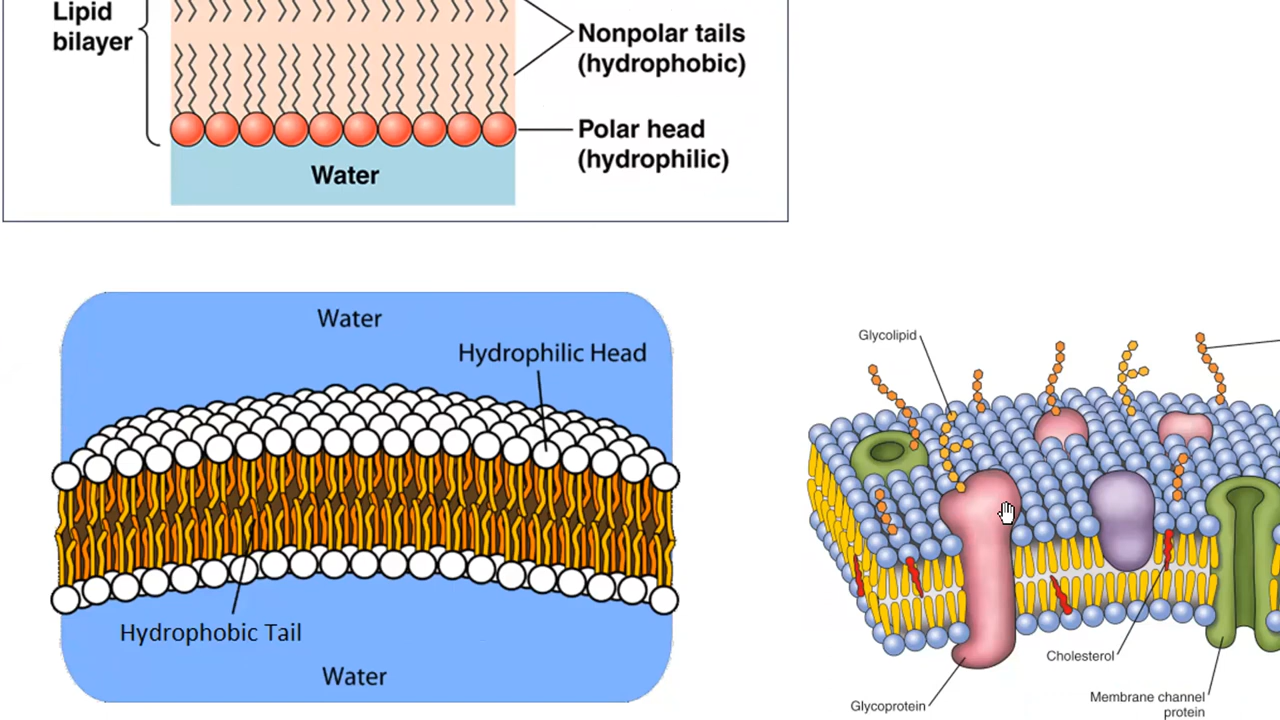 Lipid
bilayer
Nonpolar tails
(hydrophobic)
Polar head
(hydrophilic)
Water
Water
Hydrophilic Head
Hydrophobic Tail
Water
Glycolipid
Cholesterol
Glycoprotein
Membrane channel
protein